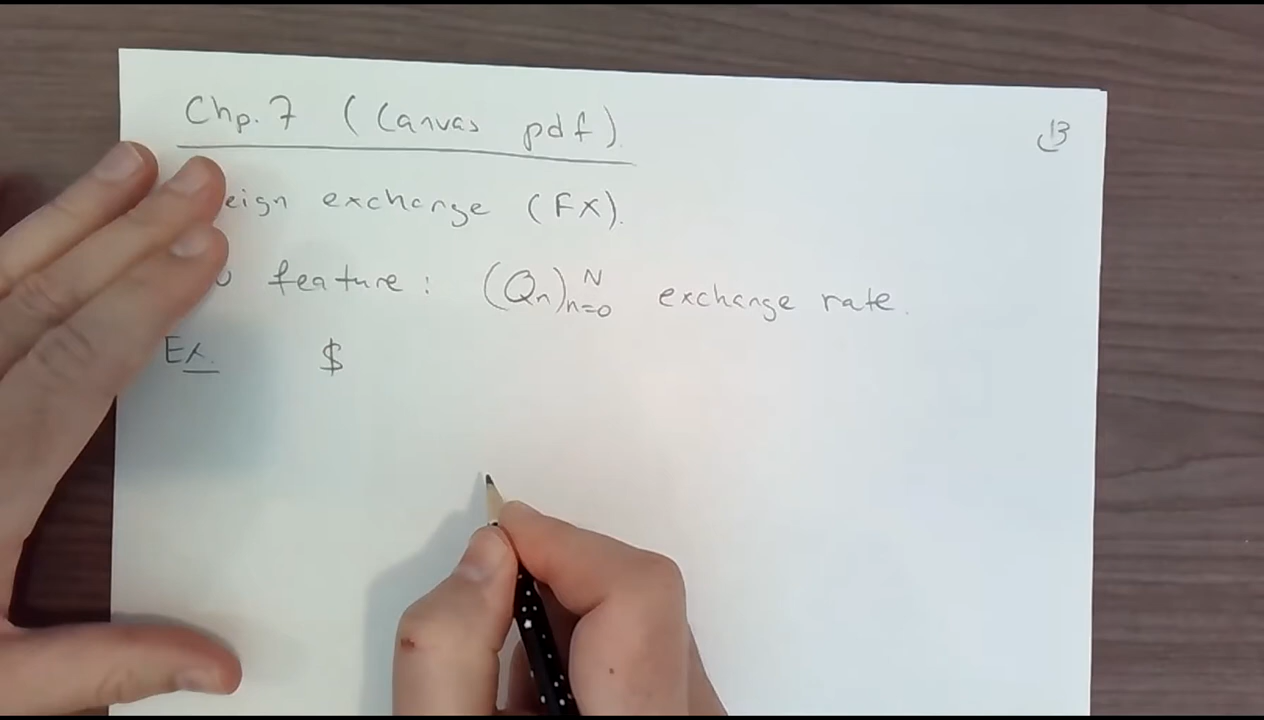 Chp. 7 (Canvas pdf).
13
eign exchange (FX).
feature: (Qn)n=0 N exchange rate.
Ex. $